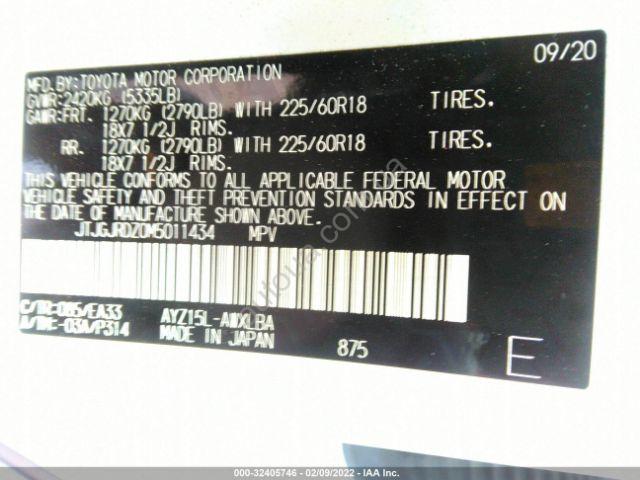 09/20
MFD.BY:TOYOTA MOTOR CORPORATION
GVWR:2420KG (5335LB)
GAWR:FRT. 1270KG (2790LB) WITH 225/60R18 TIRES.
18X7 1/2J RIMS.
RR. 1270KG (2790LB) WITH 225/60R18 TIRES.
18X7 1/2J RIMS.
THIS VEHICLE CONFORMS TO ALL APPLICABLE FEDERAL MOTOR
VEHICLE SAFETY AND THEFT PREVENTION STANDARDS IN EFFECT ON
THE DATE OF MANUFACTURE SHOWN ABOVE.
JTJGJRDZ0M5011434 MPV
C/TR:085/EA33 AYZ15L-AWXLBA
A/TM:-03A/P314 MADE IN JAPAN 875
E
000-32405746 - 02/09/2022 - IAA Inc.